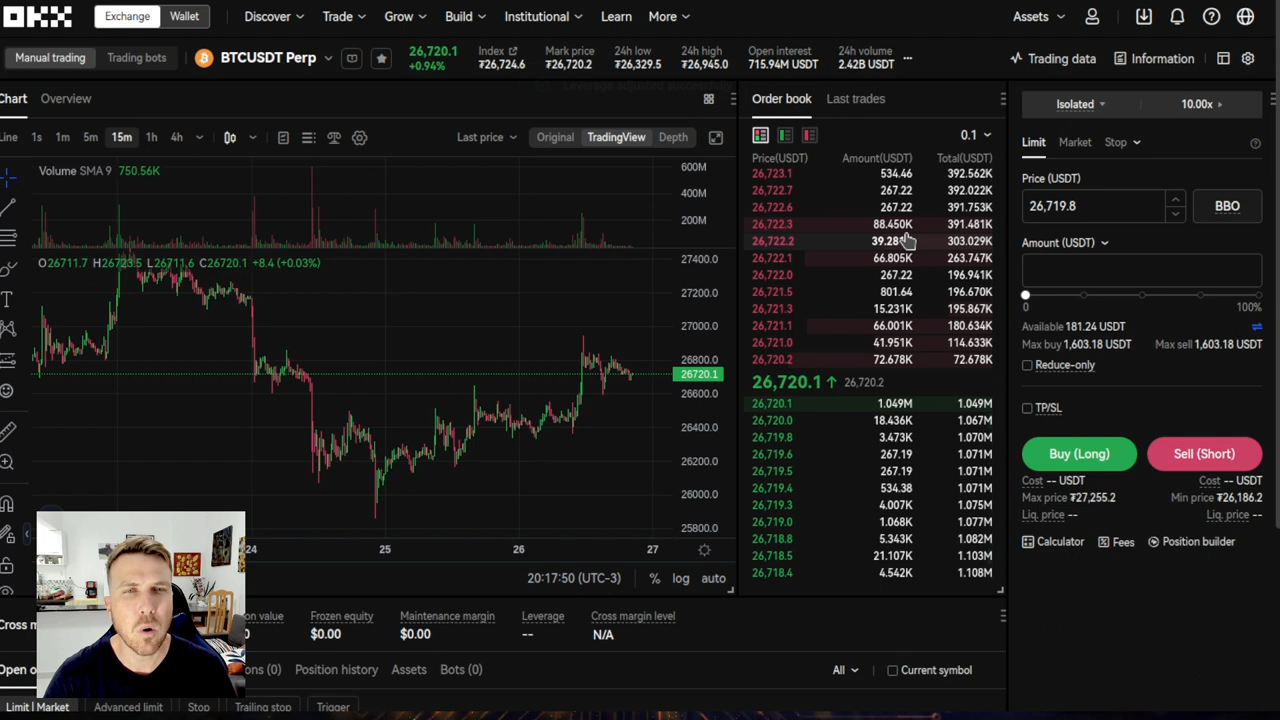 OKX Exchange Wallet Discover Trade Grow Build Institutional Learn More Assets
Manual trading Trading bots BTCUSDT Perp 26,720.1 +0.94% Index ₮26,724.6 Mark price ₮26,720.2 24h low ₮26,329.5 24h high ₮26,945.0 Open interest 715.94M USDT 24h volume 2.42B USDT Trading data Information
Chart Overview
Line 1s 1m 5m 15m 1h 4h Last price Original TradingView Depth
Volume SMA 9 750.56K
600M
400M
200M
O26711.7 H26723.5 L26711.6 C26720.1 +8.4 (+0.03%)
27400.0
27200.0
27000.0
26800.0
26720.1
26600.0
26400.0
26200.0
26000.0
25800.0
24 25 26 27
20:17:50 (UTC-3) % log auto
Order book Last trades
0.1
Price(USDT) Amount(USDT) Total(USDT)
26,723.1 534.46 392.562K
26,722.7 267.22 392.022K
26,722.6 267.22 391.753K
26,722.3 88.450K 391.481K
26,722.2 303.029K
26,722.1 66.805K 263.747K
26,722.0 267.22 196.941K
26,721.5 801.64 196.670K
26,721.3 15.231K 195.867K
26,721.1 66.001K 180.634K
26,721.0 41.951K 114.633K
26,720.2 72.678K 72.678K
26,720.1↑ 26,720.2
26,720.1 1.049M 1.049M
26,720.0 18.436K 1.067M
26,719.8 3.473K 1.070M
26,719.6 267.19 1.071M
26,719.5 267.19 1.071M
26,719.4 534.38 1.071M
26,719.3 4.007K 1.075M
26,719.0 1.068K 1.077M
26,718.8 5.343K 1.082M
26,718.5 21.107K 1.103M
26,718.4 4.542K 1.108M
Isolated 10.00x
Limit Market Stop
Price (USDT)
26,719.8 BBO
Amount (USDT)
0 100%
Available 181.24 USDT
Max buy 1,603.18 USDT Max sell 1,603.18 USDT
Reduce-only
TP/SL
Buy (Long) Sell (Short)
Cost -- USDT Cost -- USDT
Max price ₮27,255.2 Min price ₮26,186.2
Liq. price -- Liq. price --
Calculator Fees Position builder
Cross Frozen equity Maintenance margin Leverage Cross margin level
$0.00 $0.00 -- N/A
Open Position history Assets Bots (0) All Current symbol
Limit | Market Advanced limit Stop Trailing stop Trigger